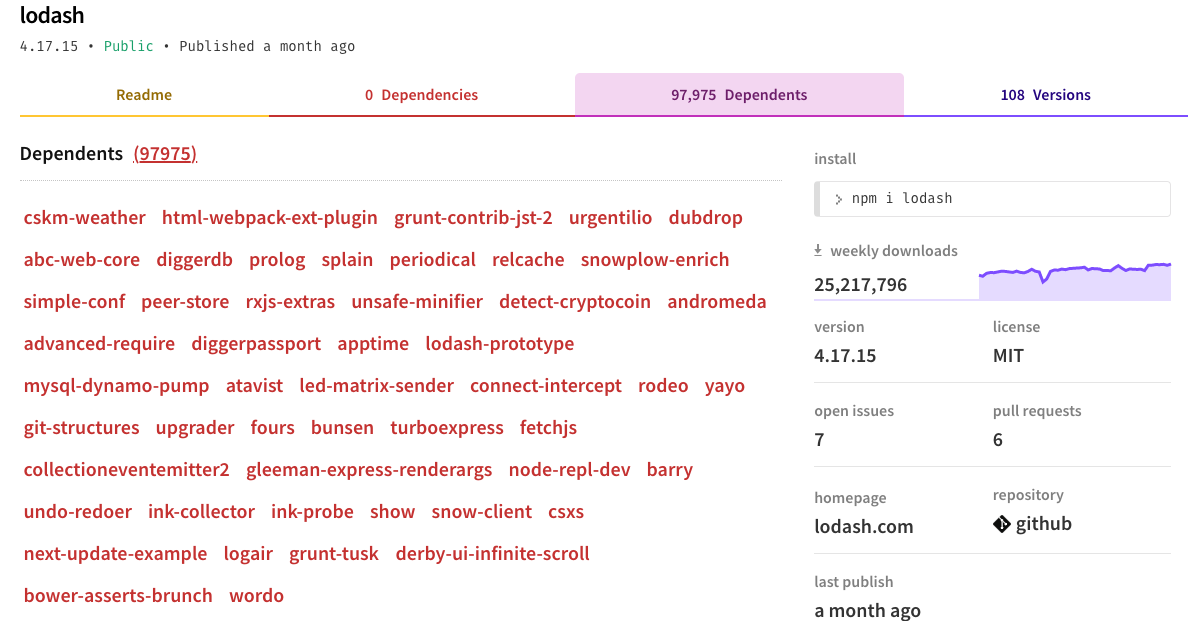 lodash
4.17.15 • Public • Published a month ago
Readme
0 Dependencies
97,975 Dependents
108 Versions
Dependents (97975)
cskm-weather html-webpack-ext-plugin grunt-contrib-jst-2 urgentilio dubdrop
abc-web-core diggerdb prolog splain periodical relcache snowplow-enrich
simple-conf peer-store rxjs-extras unsafe-minifier detect-cryptocoin andromeda
advanced-require diggerpassport apptime lodash-prototype
mysql-dynamo-pump atavist led-matrix-sender connect-intercept rodeo yayo
git-structures upgrader fours bunsen turboexpress fetchjs
collectioneventemitter2 gleeman-express-renderargs node-repl-dev barry
undo-redoer ink-collector ink-probe show snow-client csxs
next-update-example logair grunt-tusk derby-ui-infinite-scroll
bower-asserts-brunch wordo
install
npm i lodash
weekly downloads
25,217,796
version
4.17.15
license
MIT
open issues
7
pull requests
6
homepage
lodash.com
repository
github
last publish
a month ago